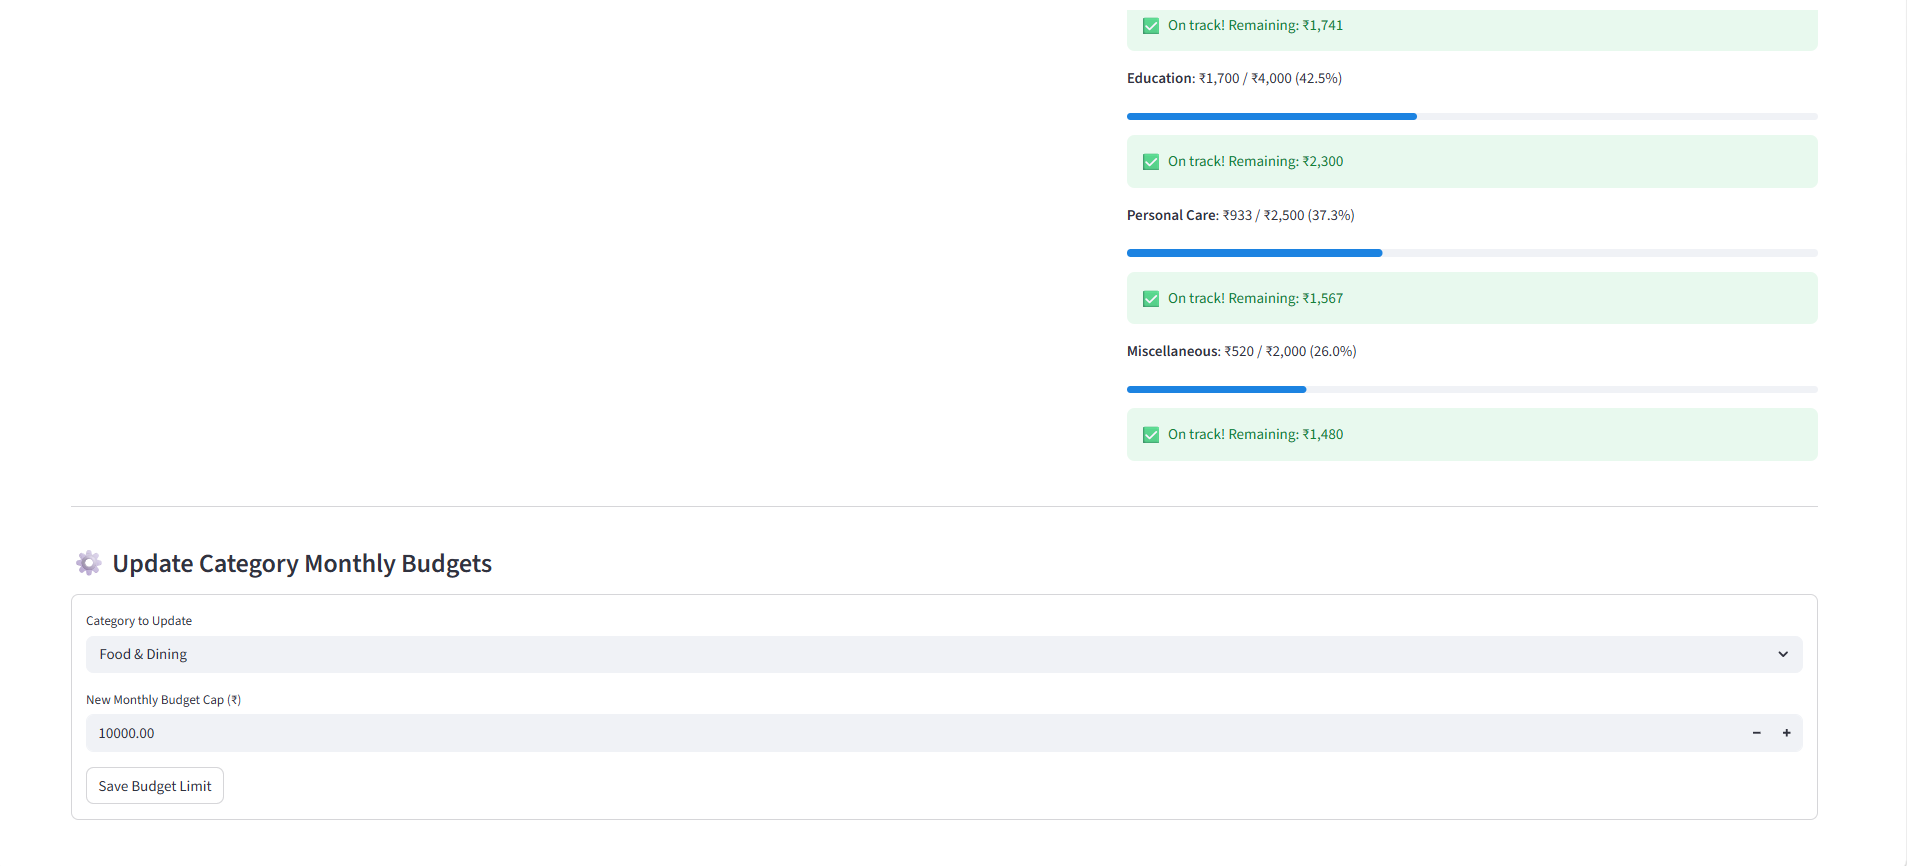 ✅ On track! Remaining: ₹1,741
Education: ₹1,700 / ₹4,000 (42.5%)
✅ On track! Remaining: ₹2,300
Personal Care: ₹933 / ₹2,500 (37.3%)
✅ On track! Remaining: ₹1,567
Miscellaneous: ₹520 / ₹2,000 (26.0%)
✅ On track! Remaining: ₹1,480
Update Category Monthly Budgets
Category to Update
Food & Dining
New Monthly Budget Cap (₹)
10000.00
Save Budget Limit